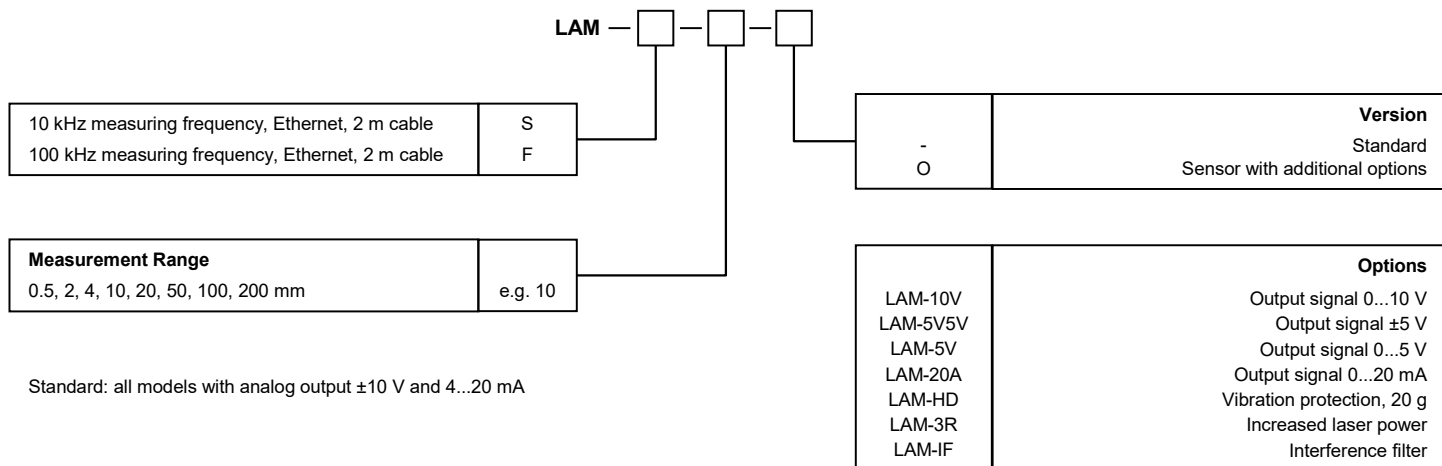 LAM — —  —
10 kHz measuring frequency, Ethernet, 2 m cable S
100 kHz measuring frequency, Ethernet, 2 m cable F
Measurement Range
0.5, 2, 4, 10, 20, 50, 100, 200 mm e.g. 10
Standard: all models with analog output ±10 V and 4...20 mA
Version
- Standard
O Sensor with additional options
Options
LAM-10V Output signal 0...10 V
LAM-5V5V Output signal ±5 V
LAM-5V Output signal 0...5 V
LAM-20A Output signal 0...20 mA
LAM-HD Vibration protection, 20 g
LAM-3R Increased laser power
LAM-IF Interference filter